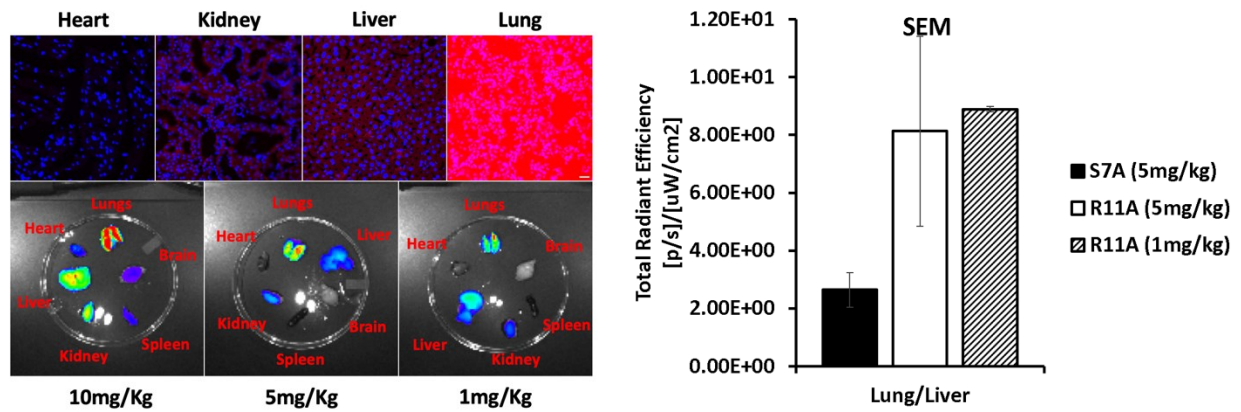 Heart Kidney Liver Lung
Lungs
Heart
Brain
Liver
Kidney
Spleen
10mg/Kg
Lungs
Heart
Liver
Kidney
Brain
Spleen
5mg/Kg
Lungs
Heart
Brain
Spleen
Liver
Kidney
1mg/Kg
SEM
Total Radiant Efficiency
[p/s]/[uW/cm2]
1.20E+01
1.00E+01
8.00E+00
6.00E+00
4.00E+00
2.00E+00
0.00E+00
Lung/Liver
S7A (5mg/kg)
R11A (5mg/kg)
R11A (1mg/kg)